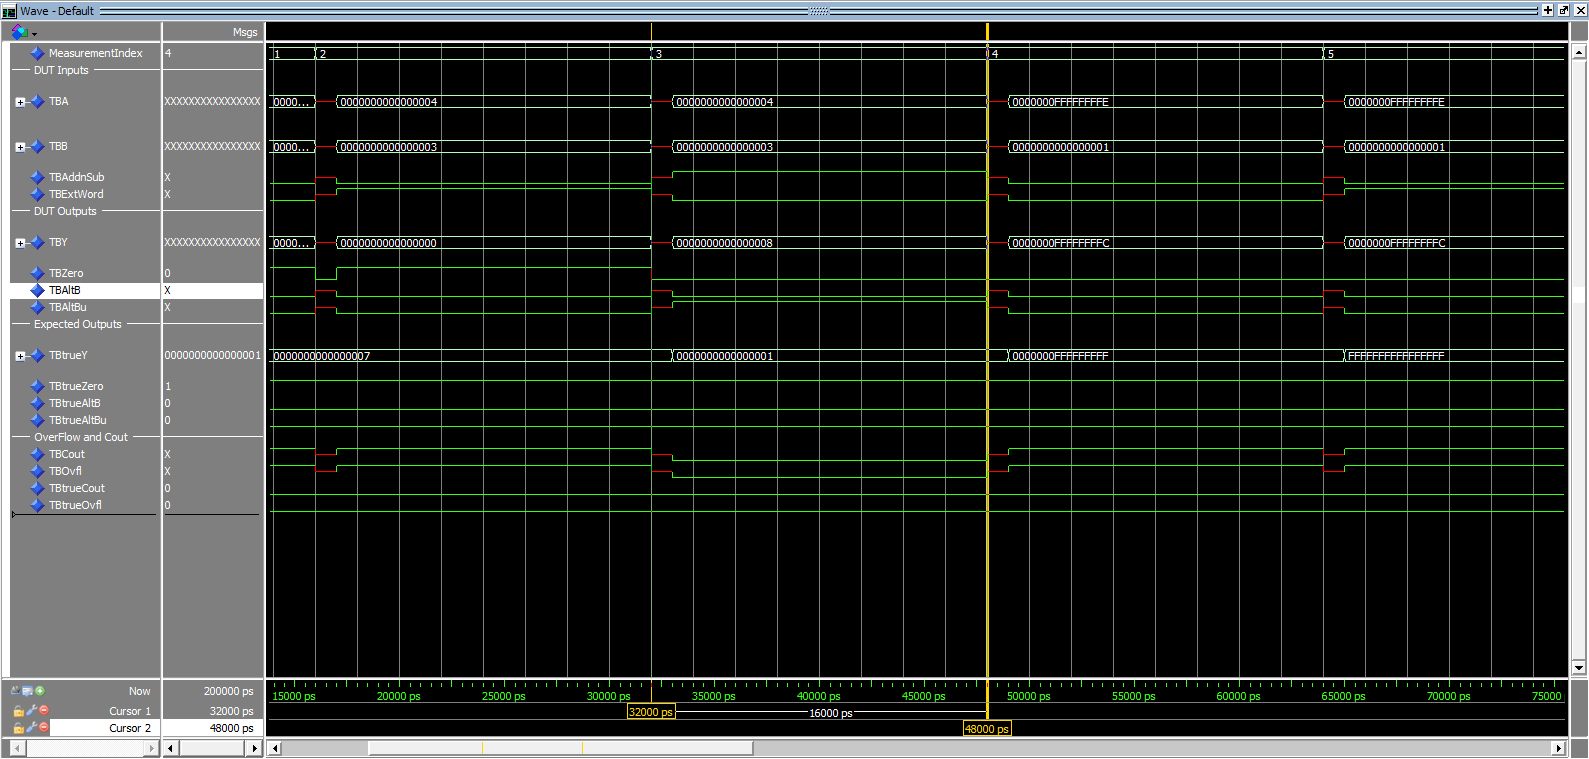 Wave - Default
Msgs
MeasurementIndex 4 1 2 3 4 5
DUT Inputs
TBA XXXXXXXXXXXXXXXX 0000... 0000000000000004 0000000000000004 0000000FFFFFFFFE 0000000FFFFFFFFE
TBB XXXXXXXXXXXXXXXX 0000... 0000000000000003 0000000000000003 0000000000000001 0000000000000001
TBAddnSub X
TBExtWord X
DUT Outputs
TBY XXXXXXXXXXXXXXXX 0000... 0000000000000000 0000000000000008 0000000FFFFFFFFC 0000000FFFFFFFFC
TBZero 0
TBAltB X
TBAltBu X
Expected Outputs
TBtrueY 0000000000000001 0000000000000007 0000000000000001 0000000FFFFFFFFF FFFFFFFFFFFFFFFF
TBtrueZero 1
TBtrueAltB 0
TBtrueAltBu 0
OverFlow and Cout
TBCout X
TBOvfl X
TBtrueCout 0
TBtrueOvfl 0
Now 200000 ps 15000 ps 20000 ps 25000 ps 30000 ps 35000 ps 40000 ps 45000 ps 50000 ps 55000 ps 60000 ps 65000 ps 70000 ps 75000
Cursor 1 32000 ps 32000 ps 16000 ps
Cursor 2 48000 ps 48000 ps